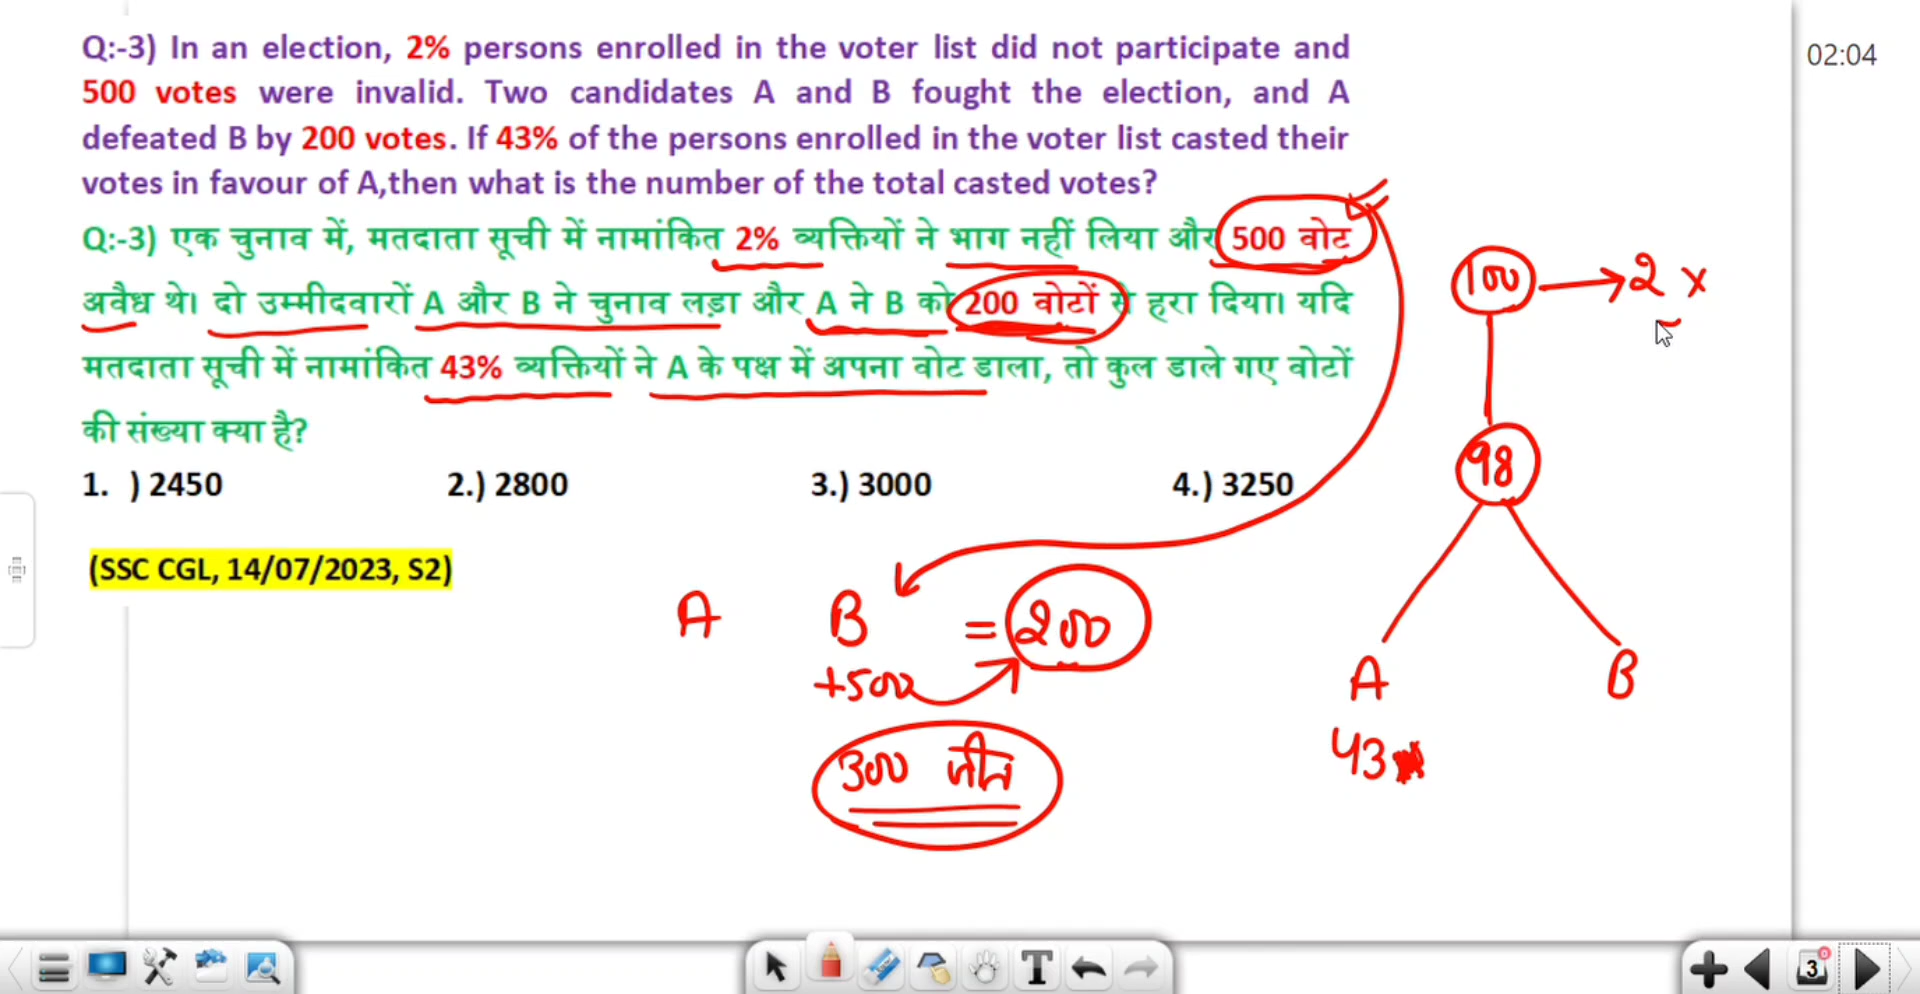 Q:-3) In an election, 2% persons enrolled in the voter list did not participate and
500 votes were invalid. Two candidates A and B fought the election, and A
defeated B by 200 votes. If 43% of the persons enrolled in the voter list casted their
votes in favour of A,then what is the number of the total casted votes?
Q:-3) एक चुनाव में, मतदाता सूची में नामांकित 2% व्यक्तियों ने भाग नहीं लिया और 500 वोट
अवैध थे। दो उम्मीदवारों A और B ने चुनाव लड़ा और A ने B को 200 वोटों से हरा दिया। यदि
मतदाता सूची में नामांकित 43% व्यक्तियों ने A के पक्ष में अपना वोट डाला, तो कुल डाले गए वोटों
की संख्या क्या है?
1. ) 2450 2.) 2800 3.) 3000 4.) 3250
(SSC CGL, 14/07/2023, S2)
A B = 200
+500
300 जीत
02:04
100 → 2 x
98
A B
43
3